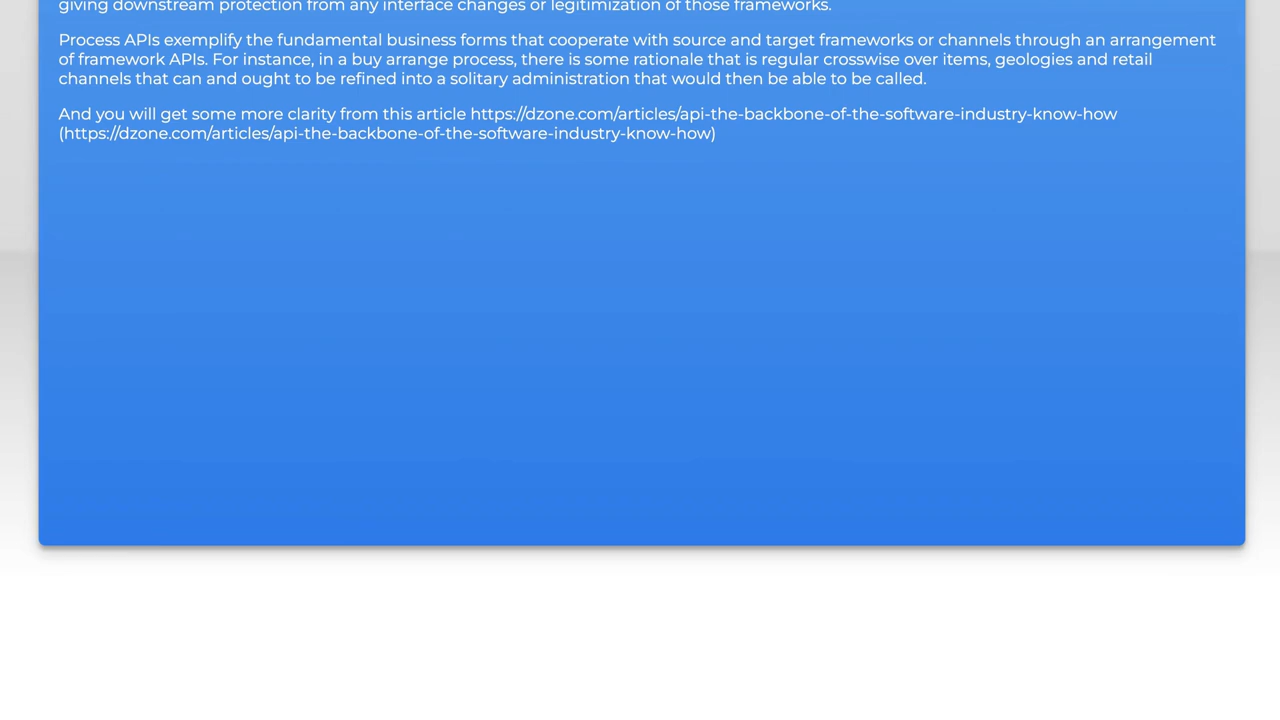 giving downstream protection from any interface changes or legitimization of those frameworks.
Process APIs exemplify the fundamental business forms that cooperate with source and target frameworks or channels through an arrangement
of framework APIs. For instance, in a buy arrange process, there is some rationale that is regular crosswise over items, geologies and retail
channels that can and ought to be refined into a solitary administration that would then be able to be called.
And you will get some more clarity from this article https://dzone.com/articles/api-the-backbone-of-the-software-industry-know-how
(https://dzone.com/articles/api-the-backbone-of-the-software-industry-know-how)